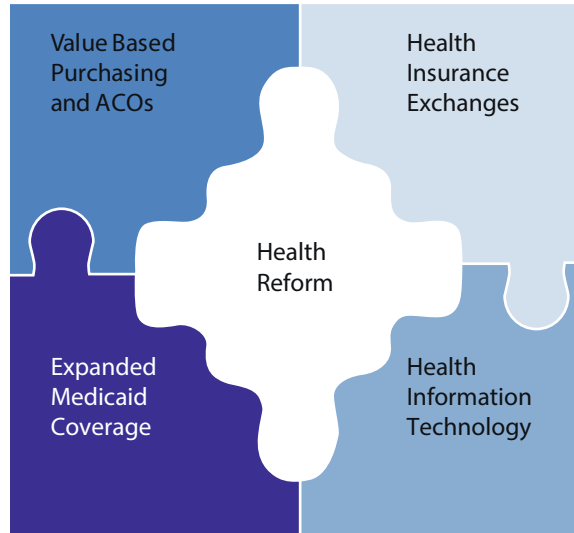 Value Based
Purchasing
and ACOs
Health
Insurance
Exchanges
Health
Reform
Expanded
Medicaid
Coverage
Health
Information
Technology